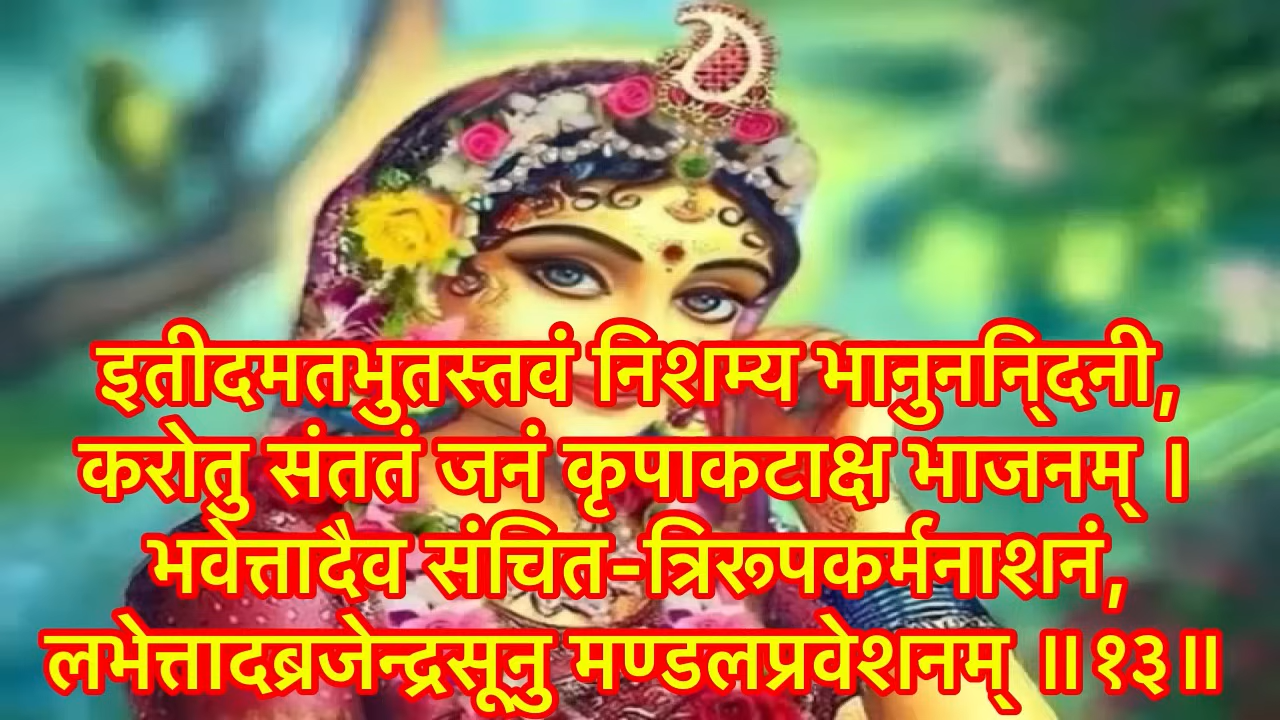 इतीदमतभुतस्तवं निशम्य भानुननि्दनी,
करोतु संततं जनं कृपाकटाक्ष भाजनम् ।
भवेत्तादैव संचित-त्रिरूपकर्मनाशनं,
लभेत्तादब्रजेन्द्रसूनु मण्डलप्रवेशनम् ॥१३॥